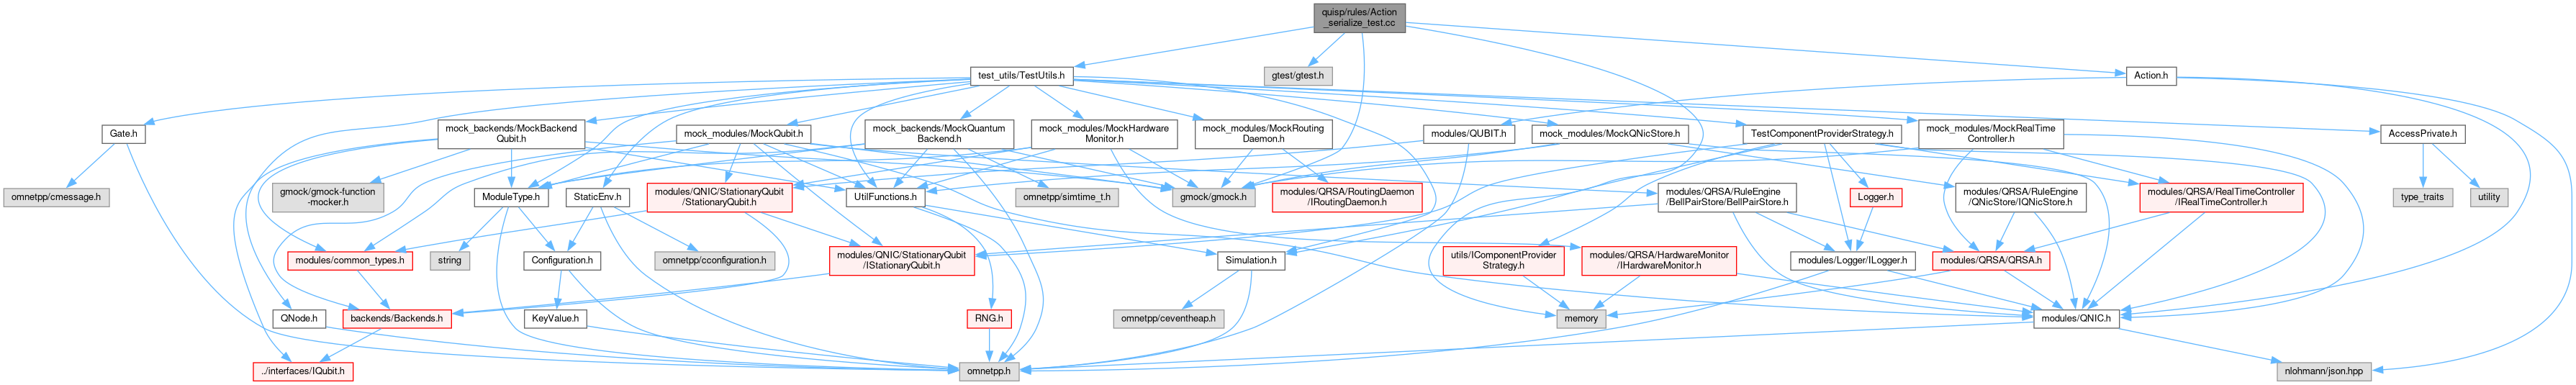 quisp/rules/Action
_serialize_test.cc
test_utils/TestUtils.h
gtest/gtest.h
Action.h
Gate.h
mock_backends/MockBackend
Qubit.h
mock_modules/MockQubit.h
mock_backends/MockQuantum
Backend.h
mock_modules/MockHardware
Monitor.h
mock_modules/MockRouting
Daemon.h
modules/QUBIT.h
mock_modules/MockQNicStore.h
TestComponentProviderStrategy.h
mock_modules/MockRealTime
Controller.h
AccessPrivate.h
omnetpp/cmessage.h
gmock/gmock-function
-mocker.h
ModuleType.h
StaticEnv.h
modules/QNIC/StationaryQubit
/StationaryQubit.h
UtilFunctions.h
omnetpp/simtime_t.h
gmock/gmock.h
modules/QRSA/RoutingDaemon
/IRoutingDaemon.h
modules/QRSA/RuleEngine
/BellPairStore/BellPairStore.h
Logger.h
modules/QRSA/RuleEngine
/QNicStore/IQNicStore.h
modules/QRSA/RealTimeController
/IRealTimeController.h
type_traits
utility
modules/common_types.h
string
Configuration.h
omnetpp/cconfiguration.h
modules/QNIC/StationaryQubit
/IStationaryQubit.h
Simulation.h
utils/IComponentProvider
Strategy.h
modules/QRSA/HardwareMonitor
/IHardwareMonitor.h
modules/Logger/ILogger.h
modules/QRSA/QRSA.h
QNode.h
backends/Backends.h
KeyValue.h
RNG.h
omnetpp/ceventheap.h
memory
modules/QNIC.h
../interfaces/IQubit.h
omnetpp.h
nlohmann/json.hpp